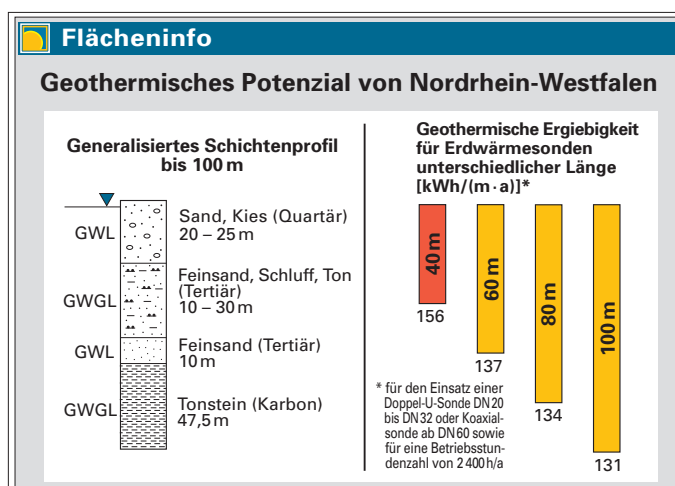 Flächeninfo
Geothermisches Potenzial von Nordrhein-Westfalen
Generalisiertes Schichtenprofil
bis 100 m
GWL
Sand, Kies (Quartär)
20 – 25 m
GWGL
Feinsand, Schluff, Ton
(Tertiär)
10 – 30 m
GWL
Feinsand (Tertiär)
10 m
GWGL
Tonstein (Karbon)
47,5 m
Geothermische Ergiebigkeit
für Erdwärmesonden
unterschiedlicher Länge
[kWh/(m · a)]*
40 m
60 m
80 m
100 m
156
137
134
131
* für den Einsatz einer
Doppel-U-Sonde DN 20
bis DN 32 oder Koaxial-
sonde ab DN 60 sowie
für eine Betriebsstun-
denzahl von 2 400 h/a